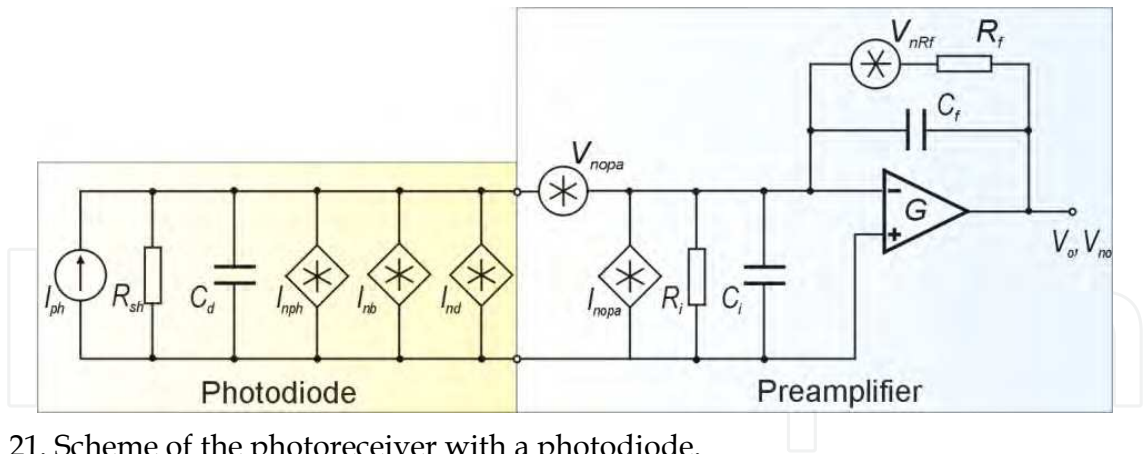 V_nRf R_f
C_f
V_nopa
G
I_ph R_sh C_d I_nph I_nb I_nd I_nopa R_i C_i V_o, V_no
Photodiode Preamplifier
21. Scheme of the photoreceiver with a photodiode.